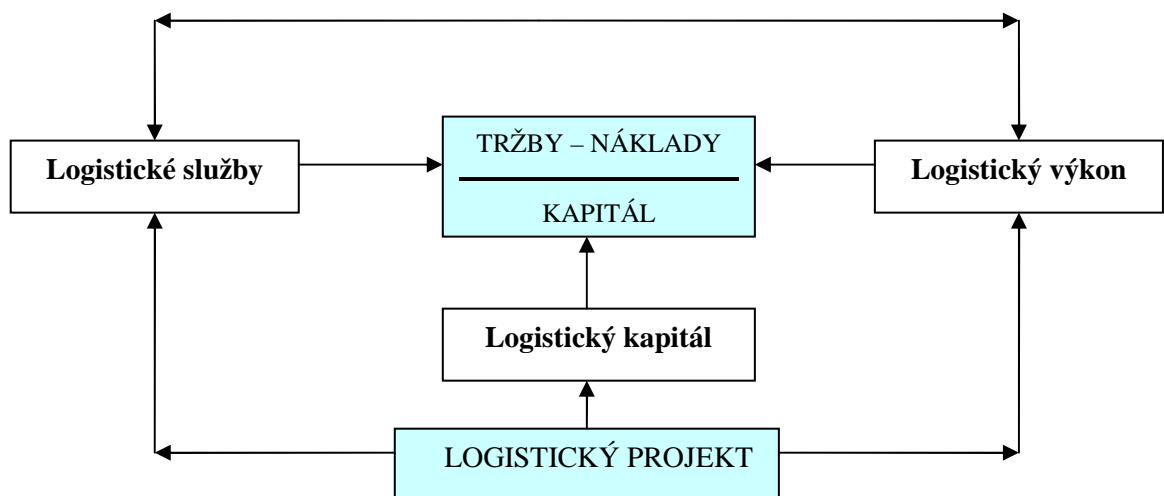 TRŽBY – NÁKLADY
Logistické služby
Logistický výkon
KAPITÁL
Logistický kapitál
LOGISTICKÝ PROJEKT